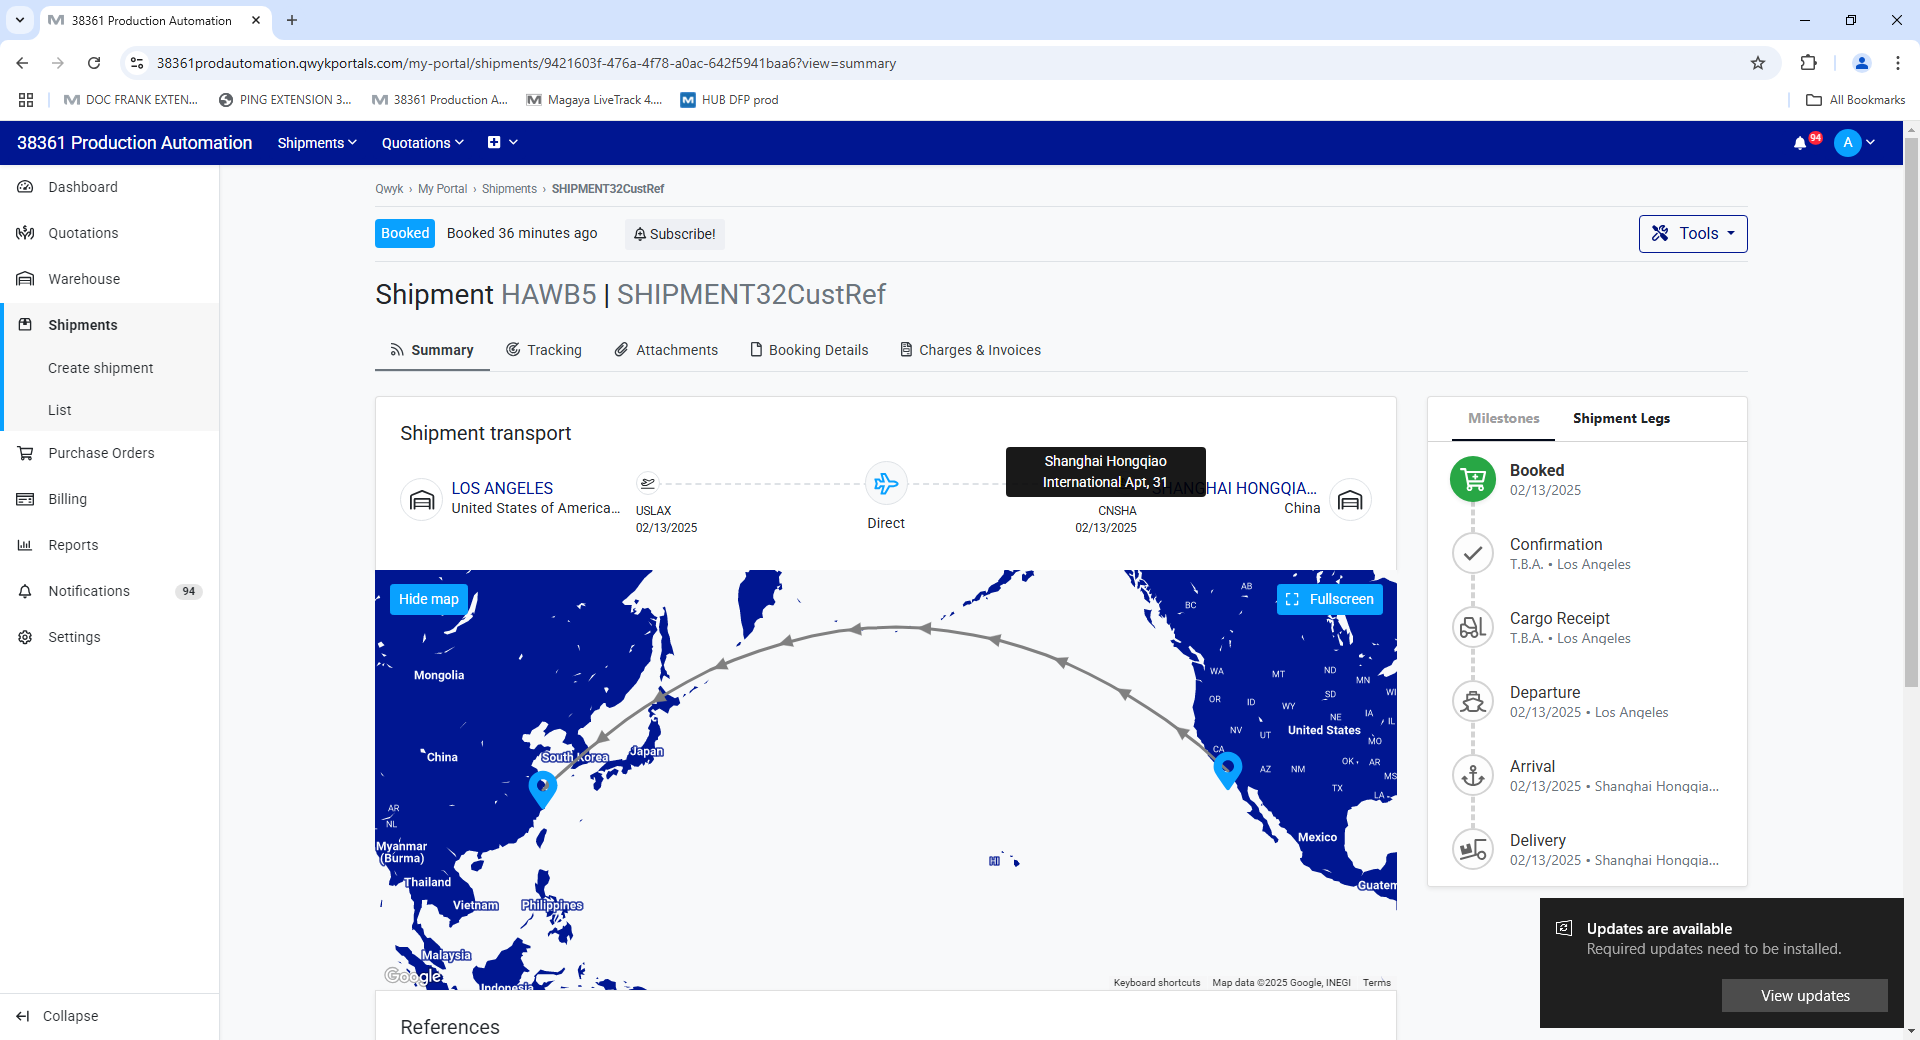 38361 Production Automation
38361prodautomation.qwykportals.com/my-portal/shipments/9421603f-476a-4f78-a0ac-642f5941baa6?view=summary
DOC FRANK EXTEN...
PING EXTENSION 3...
38361 Production A...
Magaya LiveTrack 4....
HUB DFP prod
All Bookmarks
38361 Production Automation
Shipments
Quotations
94
A
Dashboard
Quotations
Warehouse
Shipments
Create shipment
List
Purchase Orders
Billing
Reports
Notifications 94
Settings
Collapse
Qwyk › My Portal › Shipments › SHIPMENT32CustRef
Booked
Booked 36 minutes ago
Subscribe!
Tools
Shipment HAWB5 | SHIPMENT32CustRef
Summary
Tracking
Attachments
Booking Details
Charges & Invoices
Shipment transport
LOS ANGELES
United States of America...
USLAX
02/13/2025
Direct
Shanghai Hongqiao
International Apt, 31
CNSHA
02/13/2025
SHANGHAI HONGQIA...
China
Hide map
Fullscreen
Mongolia
China
South Korea
Japan
AR
NL
Myanmar
(Burma)
Thailand
Vietnam
Philippines
Malaysia
Indonesia
Google
AB
BC
WA
MT
ND
MN
OR
ID
SD
WI
WY
NE
IA
IL
NV
UT
United States
MO
CA
OK
AR
AZ
NM
MS
TX
LA
Mexico
HI
Guatem
Keyboard shortcuts
Map data ©2025 Google, INEGI
Terms
References
Milestones
Shipment Legs
Booked
02/13/2025
Confirmation
T.B.A. • Los Angeles
Cargo Receipt
T.B.A. • Los Angeles
Departure
02/13/2025 • Los Angeles
Arrival
02/13/2025 • Shanghai Hongqia...
Delivery
02/13/2025 • Shanghai Hongqia...
Updates are available
Required updates need to be installed.
View updates